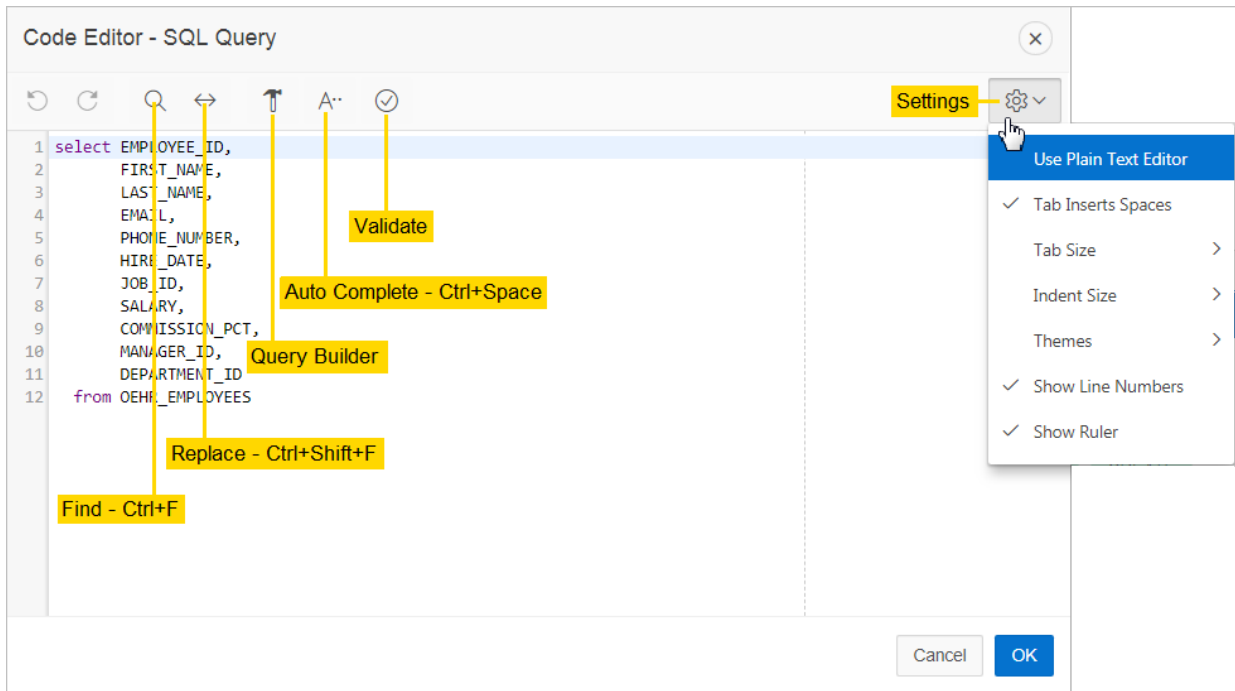 Code Editor - SQL Query
A··
Settings
Use Plain Text Editor
Tab Inserts Spaces
Tab Size
Indent Size
Themes
Show Line Numbers
Show Ruler
1 select EMPLOYEE_ID,
2 FIRST_NAME,
3 LAST_NAME,
4 EMAIL,
5 PHONE_NUMBER,
6 HIRE_DATE,
7 JOB_ID,
8 SALARY,
9 COMMISSION_PCT,
10 MANAGER_ID,
11 DEPARTMENT_ID
12 from OEHR_EMPLOYEES
Validate
Auto Complete - Ctrl+Space
Query Builder
Replace - Ctrl+Shift+F
Find - Ctrl+F
Cancel
OK